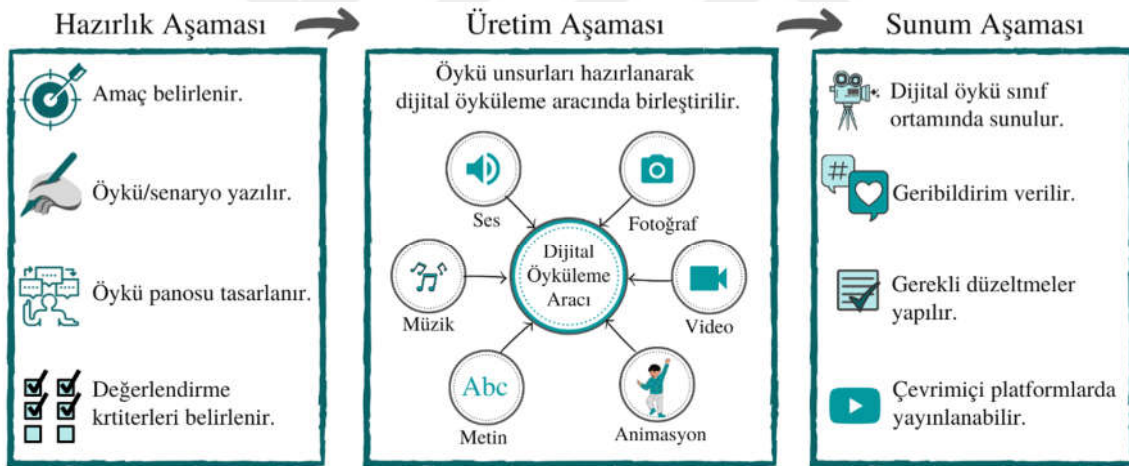 Hazırlık Aşaması
Amaç belirlenir.
Öykü/senaryo yazılır.
Öykü panosu tasarlanır.
Değerlendirme
krtiterleri belirlenir.
Üretim Aşaması
Öykü unsurları hazırlanarak
dijital öyküleme aracında birleştirilir.
Ses
Fotoğraf
Müzik
Dijital
Öyküleme
Aracı
Video
Abc
Metin
Animasyon
Sunum Aşaması
Dijital öykü sınıf
ortamında sunulur.
#
Geribildirim verilir.
Gerekli düzeltmeler
yapılır.
Çevrimiçi platformlarda
yayınlanabilir.